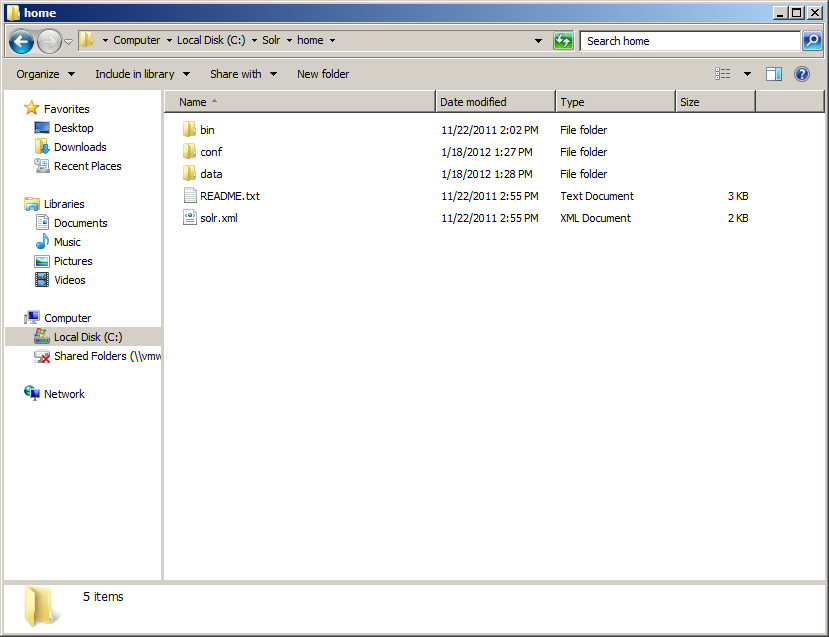 home
Computer Local Disk (C:) Solr home Search home
Organize Include in library Share with New folder
Name Date modified Type Size
Favorites
Desktop
Downloads
Recent Places
Libraries
Documents
Music
Pictures
Videos
Computer
Local Disk (C:)
Shared Folders (\\vmw
Network
bin 11/22/2011 2:02 PM File folder
conf 1/18/2012 1:27 PM File folder
data 1/18/2012 1:28 PM File folder
README.txt 11/22/2011 2:55 PM Text Document 3 KB
solr.xml 11/22/2011 2:55 PM XML Document 2 KB
5 items